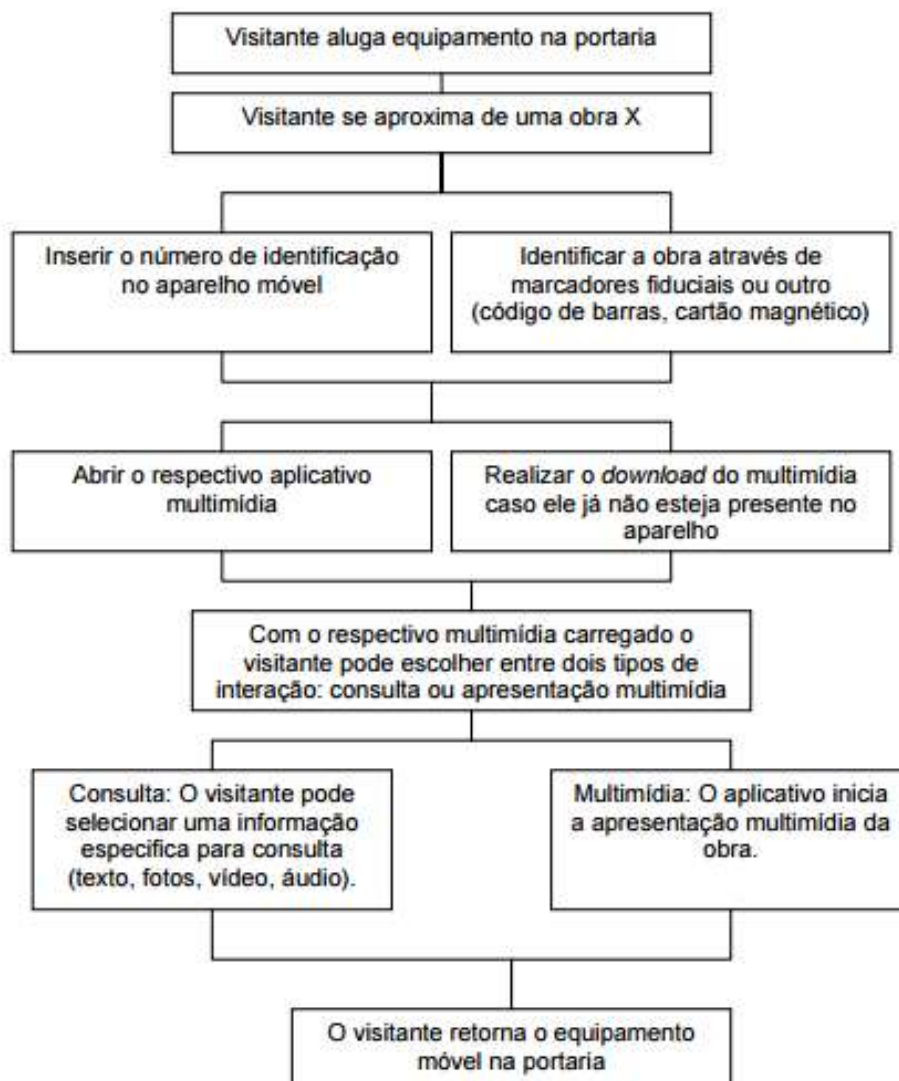 Visitante aluga equipamento na portaria
Visitante se aproxima de uma obra X
Inserir o número de identificação
no aparelho móvel
Identificar a obra através de
marcadores fiduciais ou outro
(código de barras, cartão magnético)
Abrir o respectivo aplicativo
multimídia
Realizar o download do multimídia
caso ele já não esteja presente no
aparelho
Com o respectivo multimídia carregado o
visitante pode escolher entre dois tipos de
interação: consulta ou apresentação multimídia
Consulta: O visitante pode
selecionar uma informação
especifica para consulta
(texto, fotos, vídeo, áudio).
Multimídia: O aplicativo inicia
a apresentação multimídia da
obra.
O visitante retorna o equipamento
móvel na portaria